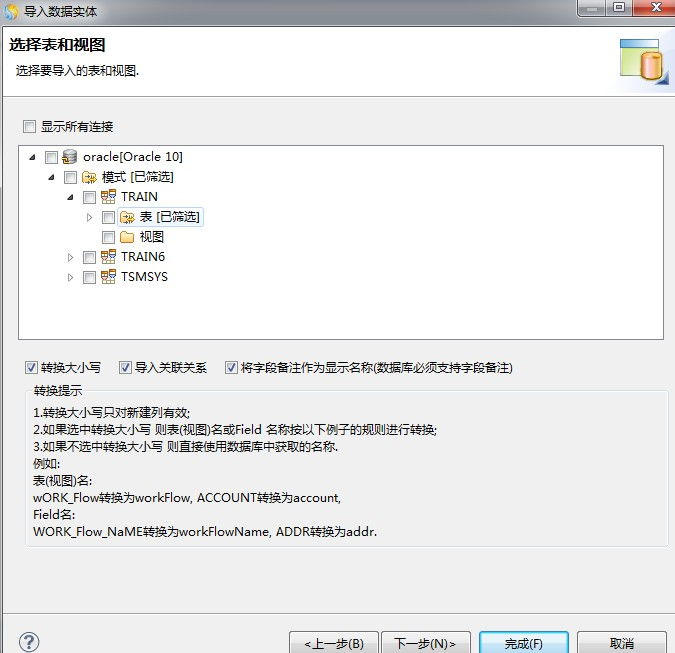 导入数据实体
选择表和视图
选择要导入的表和视图.
显示所有连接
oracle[Oracle 10]
模式 [已筛选]
TRAIN
表 [已筛选]
视图
TRAIN6
TSMSYS
转换大小写 导入关联关系 将字段备注作为显示名称(数据库必须支持字段备注)
转换提示
1.转换大小写只对新建列有效;
2.如果选中转换大小写 则表(视图)名或Field 名称按以下例子的规则进行转换;
3.如果不选中转换大小写 则直接使用数据库中获取的名称.
例如:
表(视图)名:
wORK_Flow转换为workFlow, ACCOUNT转换为account,
Field名:
WORK_Flow_NaME转换为workFlowName, ADDR转换为addr.
? <上一步(B) 下一步(N)> 完成(F) 取消